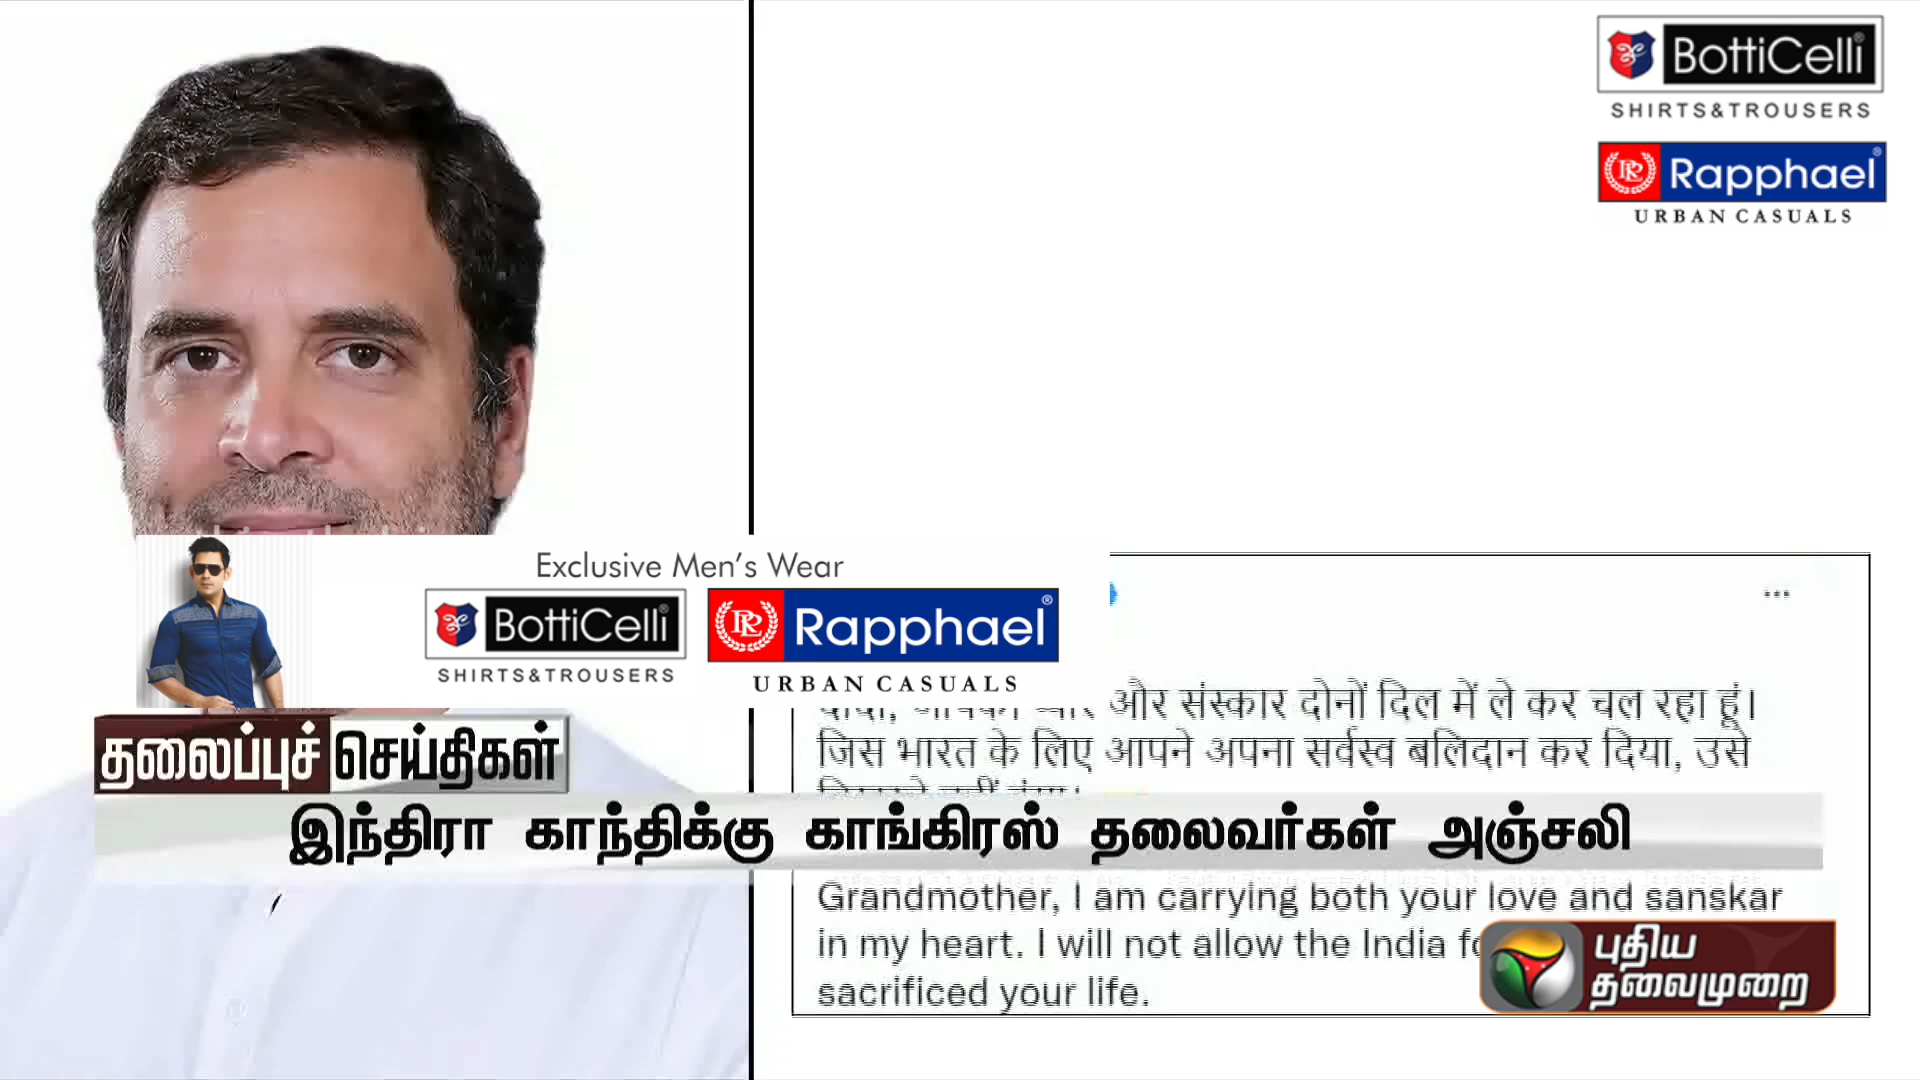 BottiCelli®
SHIRTS&TROUSERS
Rapphael®
URBAN CASUALS
Exclusive Men's Wear
BottiCelli®
SHIRTS&TROUSERS
Rapphael®
URBAN CASUALS
और संस्कार दोनों दिल में ले कर चल रहा हूं।
जिस भारत के लिए आपने अपना सर्वस्व बलिदान कर दिया, उसे
தலைப்புச் செய்திகள்
இந்திரா காந்திக்கு காங்கிரஸ் தலைவர்கள் அஞ்சலி
Grandmother, I am carrying both your love and sanskar
in my heart. I will not allow the India
sacrificed your life.
புதிய
தலைமுறை